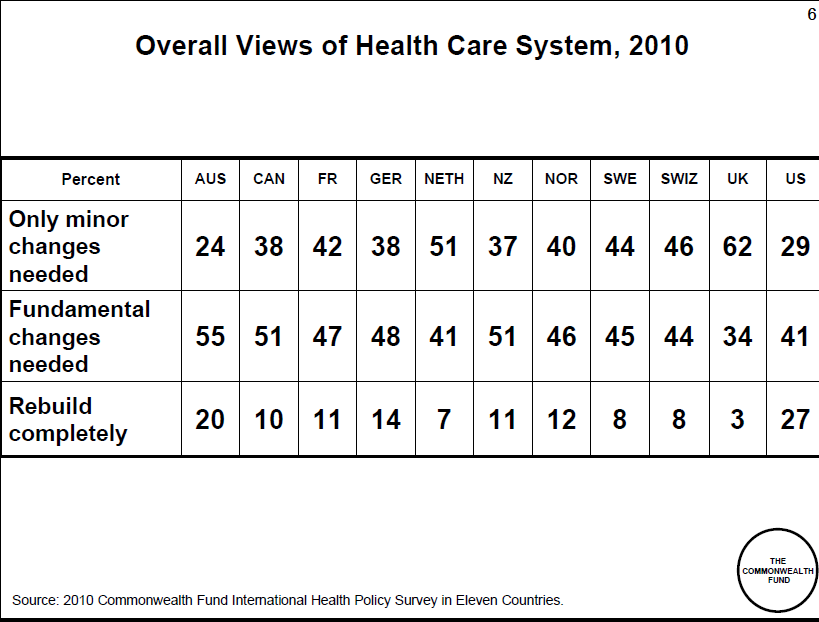 6
Overall Views of Health Care System, 2010
Percent AUS CAN FR GER NETH NZ NOR SWE SWIZ UK US
Only minor
changes
needed
24 38 42 38 51 37 40 44 46 62 29
Fundamental
changes
needed
55 51 47 48 41 51 46 45 44 34 41
Rebuild
completely
20 10 11 14 7 11 12 8 8 3 27
THE
COMMONWEALTH
FUND
Source: 2010 Commonwealth Fund International Health Policy Survey in Eleven Countries.